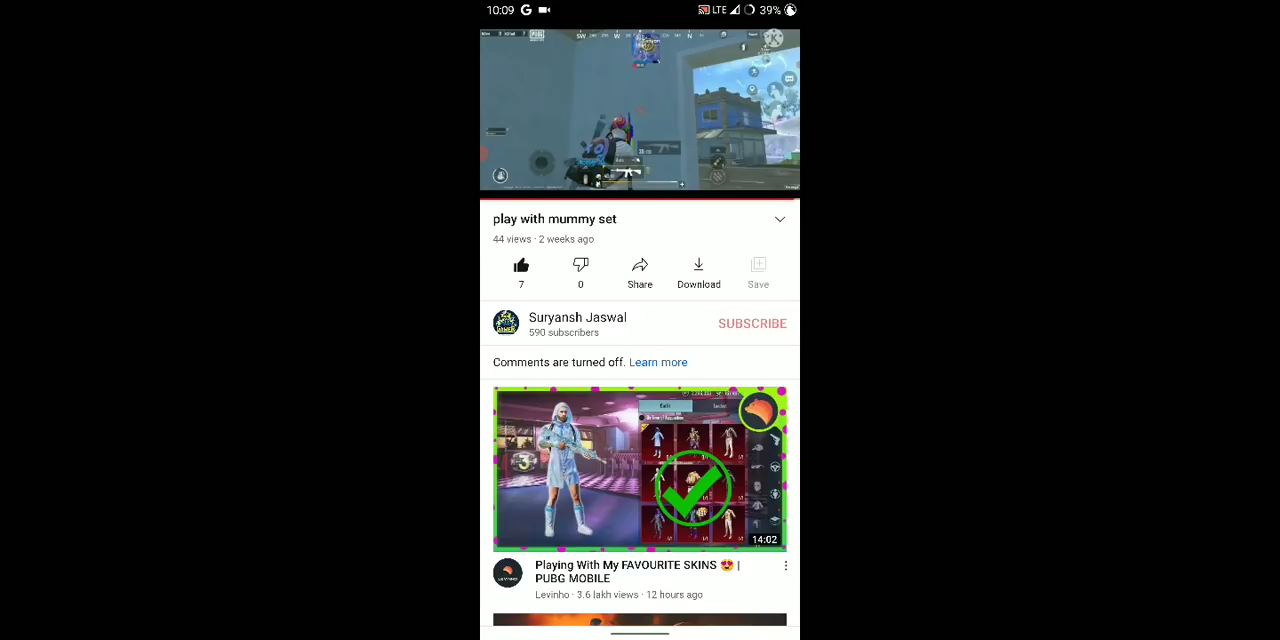 10:09 G LTE 39%
SW W N
play with mummy set
44 views · 2 weeks ago
7 0 Share Download Save
Suryansh Jaswal
590 subscribers
SUBSCRIBE
Comments are turned off. Learn more
14:02
Playing With My FAVOURITE SKINS 😍 |
PUBG MOBILE
Levinho · 3.6 lakh views · 12 hours ago